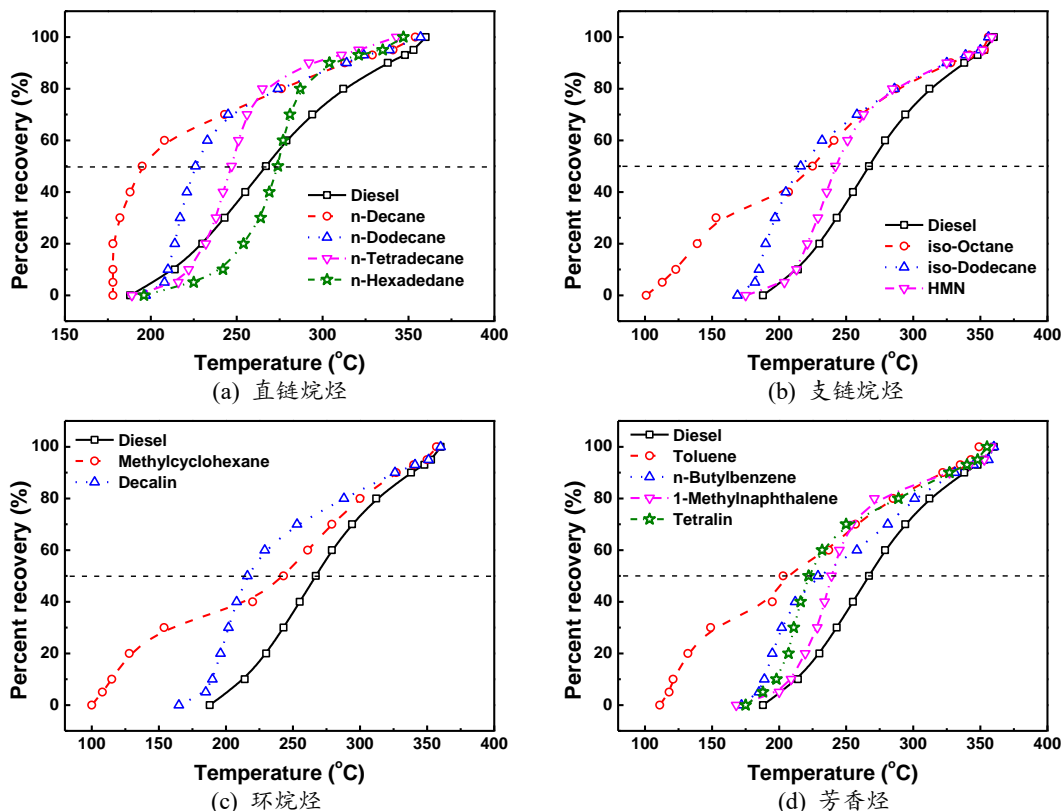 Percent recovery (%)
100
80
60
40
20
0
Diesel
n-Decane
n-Dodecane
n-Tetradecane
n-Hexadedane
150 200 250 300 350 400
Temperature (oC)
(a) 直链烷烃
Percent recovery (%)
100
80
60
40
20
0
Diesel
iso-Octane
iso-Dodecane
HMN
100 150 200 250 300 350 400
Temperature (oC)
(b) 支链烷烃
Percent recovery (%)
100
80
60
40
20
0
Diesel
Methylcyclohexane
Decalin
100 150 200 250 300 350 400
Temperature (oC)
(c) 环烷烃
Percent recovery (%)
100
80
60
40
20
0
Diesel
Toluene
n-Butylbenzene
1-Methylnaphthalene
Tetralin
100 150 200 250 300 350 400
Temperature (oC)
(d) 芳香烃